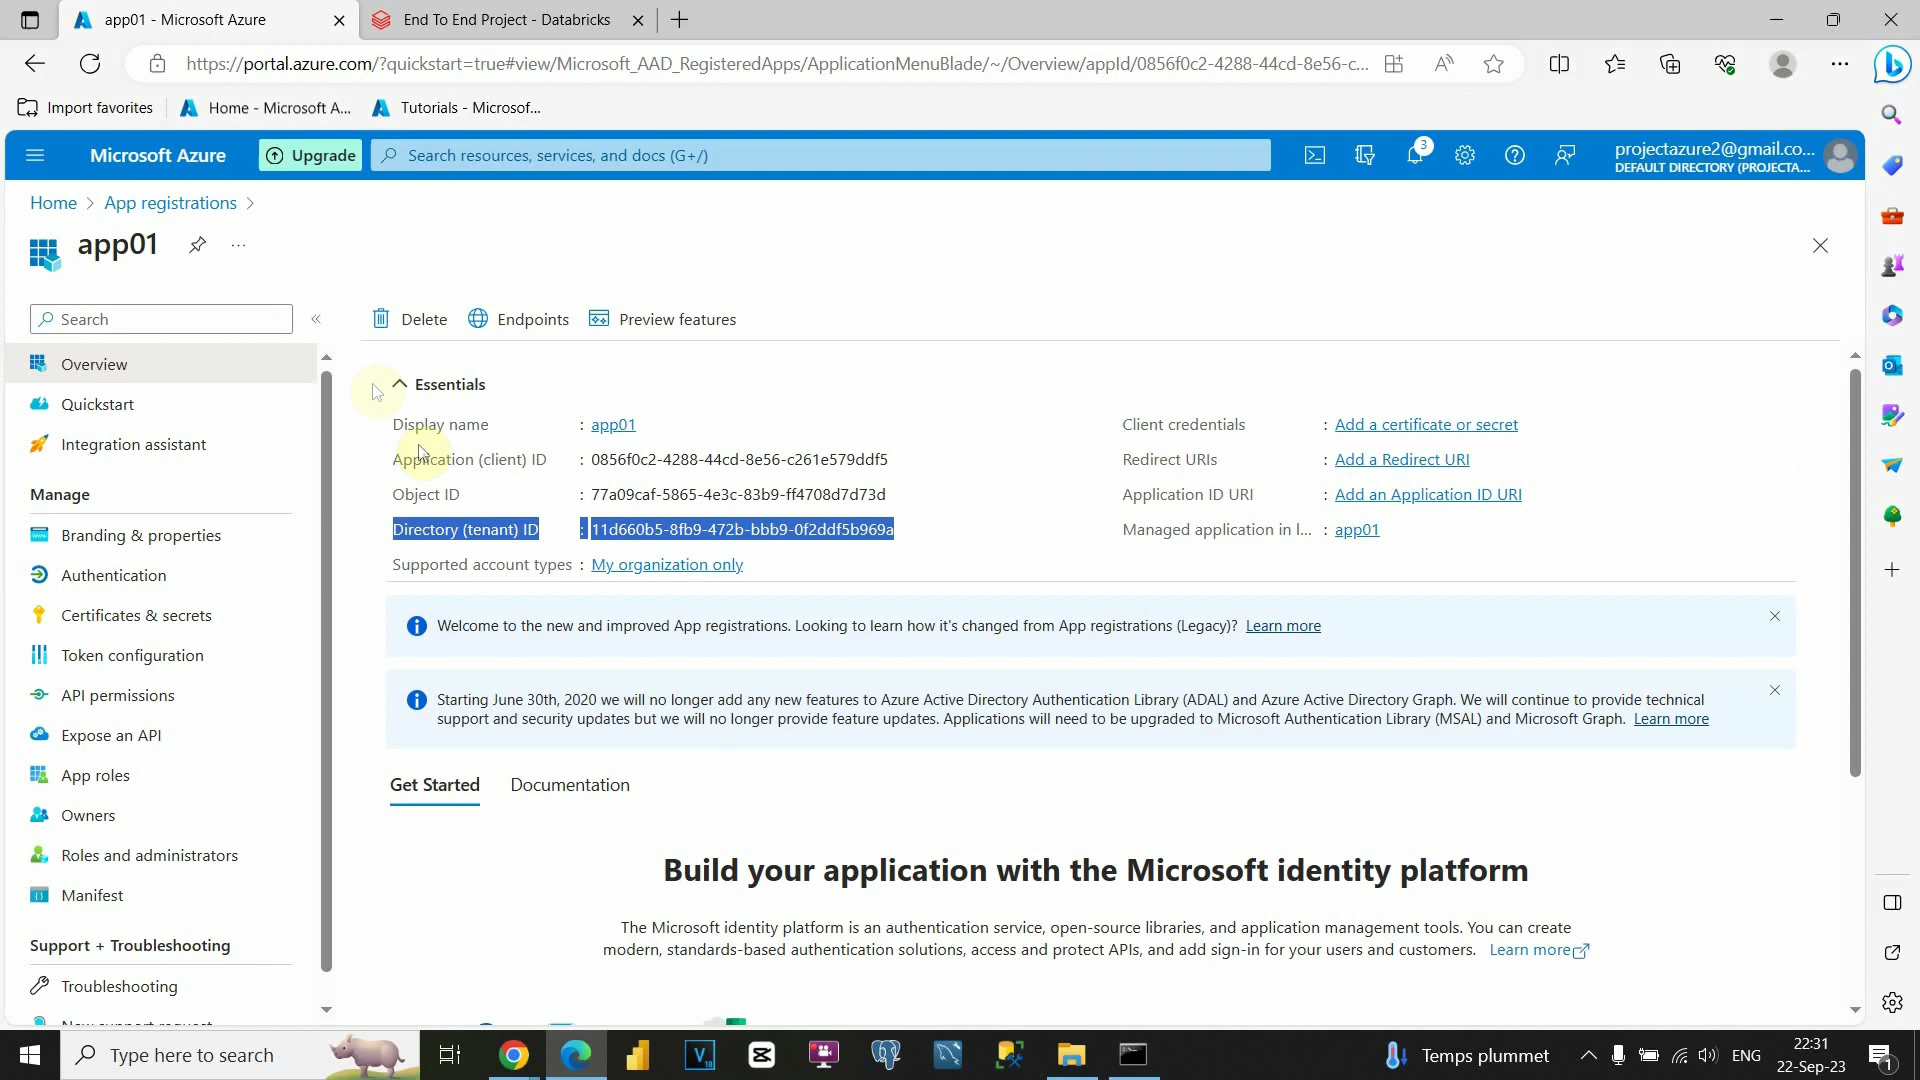 app01 - Microsoft Azure
End To End Project - Databricks
https://portal.azure.com/?quickstart=true#view/Microsoft_AAD_RegisteredApps/ApplicationMenuBlade/~/Overview/appId/0856f0c2-4288-44cd-8e56-c...
Import favorites
Home - Microsoft A...
Tutorials - Microsof...
Microsoft Azure
Upgrade
Search resources, services, and docs (G+/)
3
projectazure2@gmail.co...
DEFAULT DIRECTORY (PROJECTA...
Home > App registrations >
app01
Search
Overview
Quickstart
Integration assistant
Manage
Branding & properties
Authentication
Certificates & secrets
Token configuration
API permissions
Expose an API
App roles
Owners
Roles and administrators
Manifest
Support + Troubleshooting
Troubleshooting
Delete
Endpoints
Preview features
Essentials
Display name : app01
Application (client) ID : 0856f0c2-4288-44cd-8e56-c261e579ddf5
Object ID : 77a09caf-5865-4e3c-83b9-ff4708d7d73d
Directory (tenant) ID : 11d660b5-8fb9-472b-bbb9-0f2ddf5b969a
Supported account types : My organization only
Client credentials : Add a certificate or secret
Redirect URIs : Add a Redirect URI
Application ID URI : Add an Application ID URI
Managed application in l... : app01
Welcome to the new and improved App registrations. Looking to learn how it's changed from App registrations (Legacy)? Learn more
Starting June 30th, 2020 we will no longer add any new features to Azure Active Directory Authentication Library (ADAL) and Azure Active Directory Graph. We will continue to provide technical
support and security updates but we will no longer provide feature updates. Applications will need to be upgraded to Microsoft Authentication Library (MSAL) and Microsoft Graph. Learn more
Get Started
Documentation
Build your application with the Microsoft identity platform
The Microsoft identity platform is an authentication service, open-source libraries, and application management tools. You can create
modern, standards-based authentication solutions, access and protect APIs, and add sign-in for your users and customers. Learn more
Type here to search
Temps plummet
ENG
22:31
22-Sep-23
1